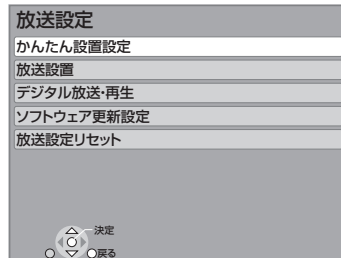 放送設定
かんたん設置設定
放送設置
デジタル放送・再生
ソフトウェア更新設定
放送設定リセット
決定
戻る